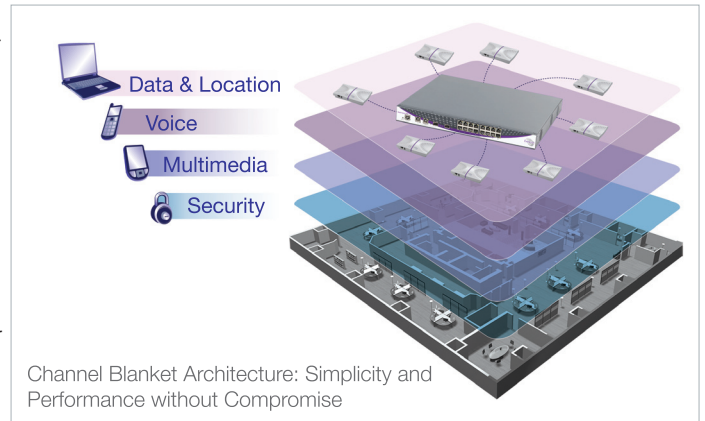 Data & Location
Voice
Multimedia
Security
Channel Blanket Architecture: Simplicity and
Performance without Compromise